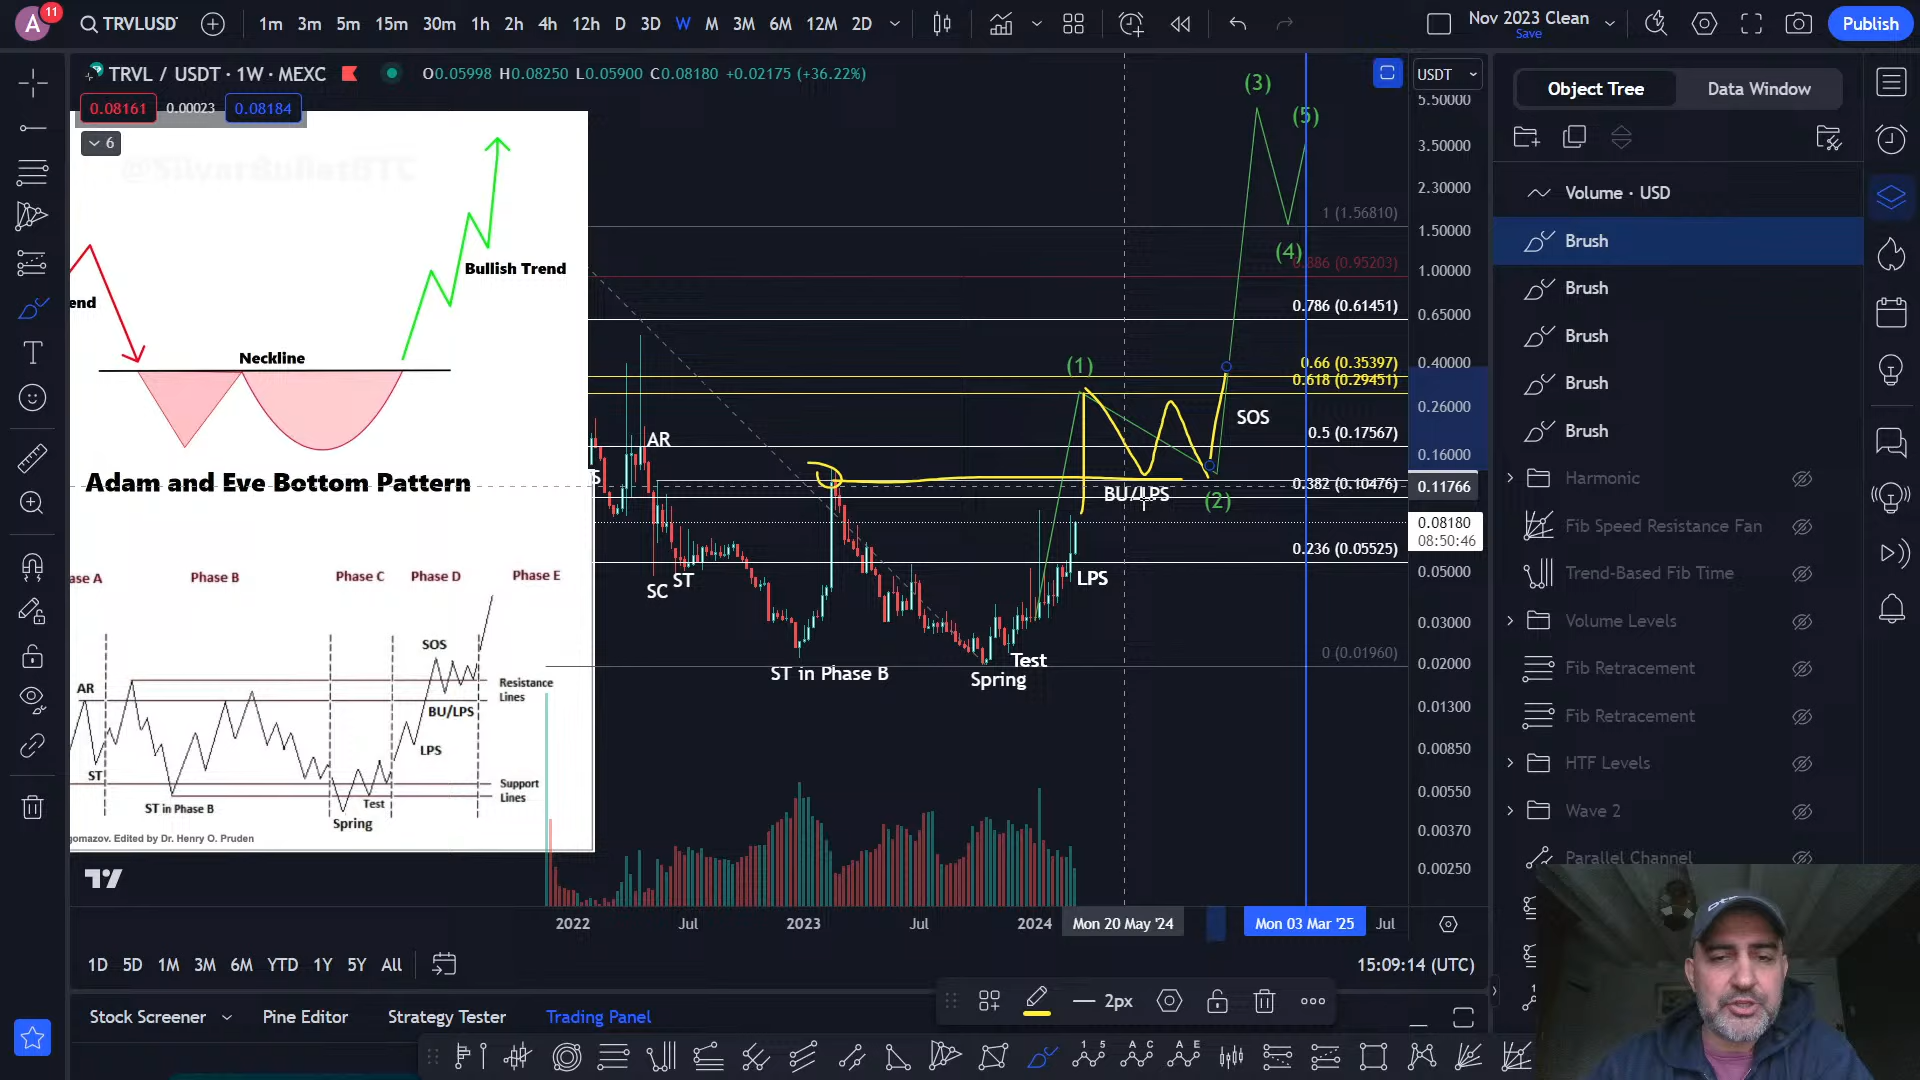 A 11 TRVLUSD 1m 3m 5m 15m 30m 1h 2h 4h 12h D 3D W M 3M 6M 12M 2D Nov 2023 Clean Save Publish
TRVL / USDT · 1W · MEXC O0.05998 H0.08250 L0.05900 C0.08180 +0.02175 (+36.22%)
0.08161 0.00023 0.08184
6
@SilvarBulletBTC
Bullish Trend
end
Neckline
Adam and Eve Bottom Pattern
ase A Phase B Phase C Phase D Phase E
SOS
AR
Resistance
Lines
BU/LPS
LPS
ST
Support
Lines
Test
ST in Phase B
Spring
gomazov. Edited by Dr. Henry O. Pruden
(3)
(5)
(4)
(1)
(2)
AR
S
SC
ST
ST in Phase B
Spring
Test
LPS
BU/LPS
SOS
1 (1.56810)
0.886 (0.95203)
0.786 (0.61451)
0.66 (0.35397)
0.618 (0.29451)
0.5 (0.17567)
0.382 (0.10476)
0.236 (0.05525)
0 (0.01960)
USDT
5.50000
3.50000
2.30000
1.50000
1.00000
0.65000
0.40000
0.26000
0.16000
0.11766
0.08180
08:50:46
0.05000
0.03000
0.02000
0.01300
0.00850
0.00550
0.00370
0.00250
2022 Jul 2023 Jul 2024 Mon 20 May '24 Mon 03 Mar '25 Jul
1D 5D 1M 3M 6M YTD 1Y 5Y All
15:09:14 (UTC)
2px
Stock Screener Pine Editor Strategy Tester Trading Panel
1 5
A C
A E
Object Tree Data Window
Volume · USD
Brush
Brush
Brush
Brush
Brush
Harmonic
Fib Speed Resistance Fan
Trend-Based Fib Time
Volume Levels
Fib Retracement
Fib Retracement
HTF Levels
Wave 2
Parallel Channel